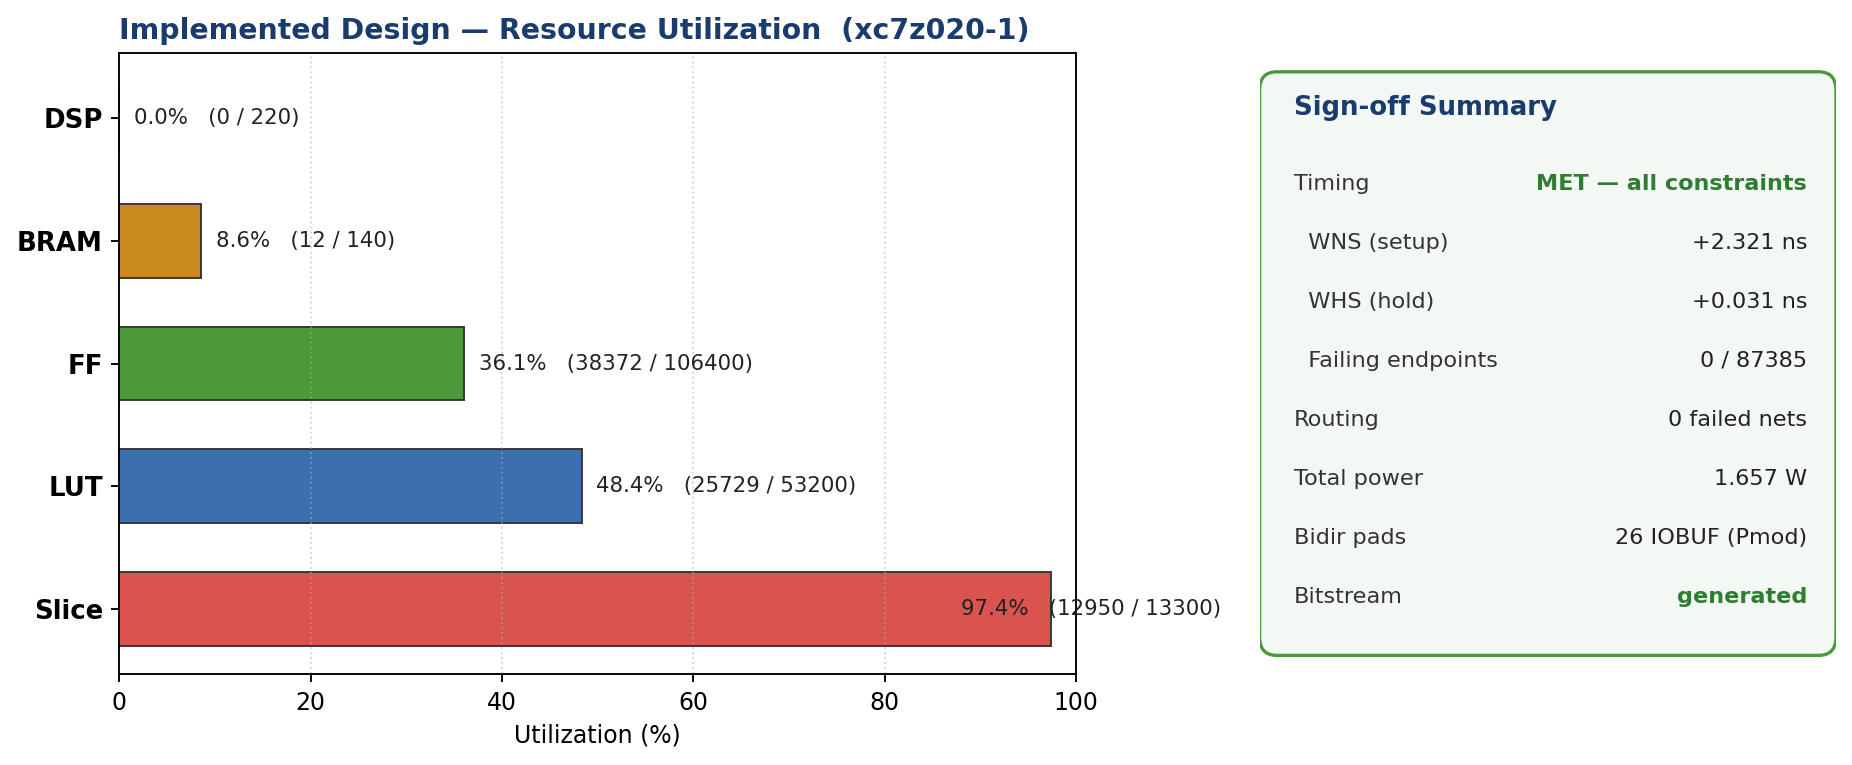 Implemented Design — Resource Utilization (xc7z020-1)
DSP 0.0% (0 / 220)
BRAM 8.6% (12 / 140)
FF 36.1% (38372 / 106400)
LUT 48.4% (25729 / 53200)
Slice 97.4% (12950 / 13300)
0 20 40 60 80 100
Utilization (%)
Sign-off Summary
Timing MET — all constraints
WNS (setup) +2.321 ns
WHS (hold) +0.031 ns
Failing endpoints 0 / 87385
Routing 0 failed nets
Total power 1.657 W
Bidir pads 26 IOBUF (Pmod)
Bitstream generated